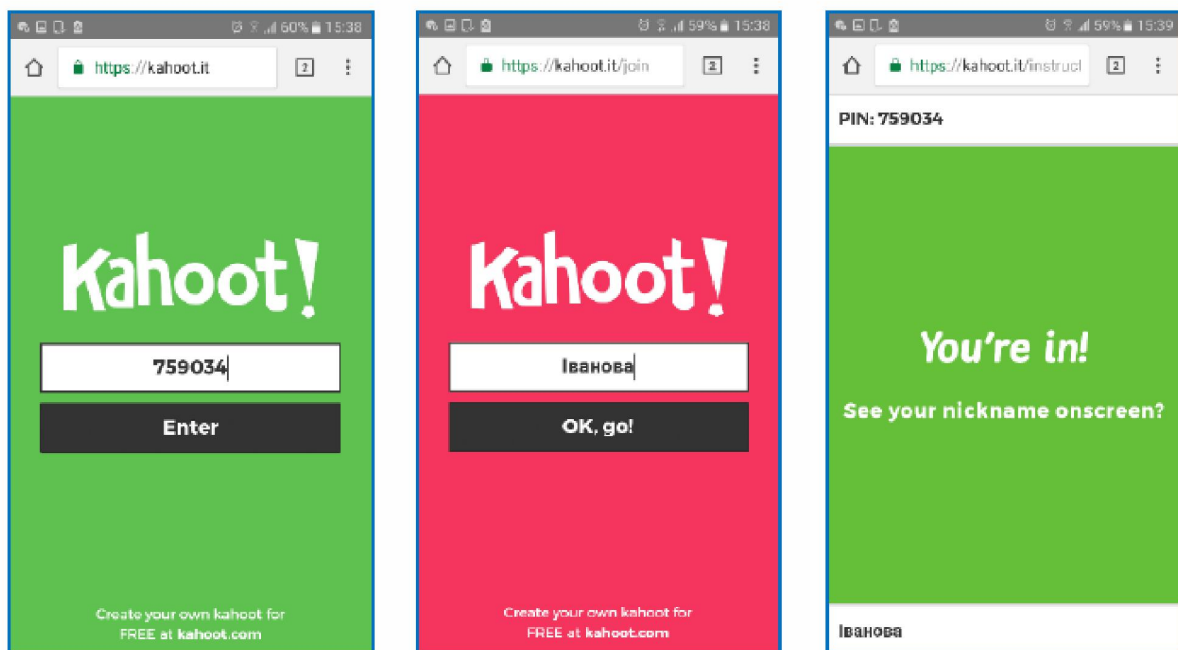 60% 15:38
https://kahoot.it
2
Kahoot!
759034
Enter
Create your own kahoot for
FREE at kahoot.com
59% 15:38
https://kahoot.it/join
2
Kahoot!
Іванова
OK, go!
Create your own kahoot for
FREE at kahoot.com
59% 15:39
https://kahoot.it/instruct
2
PIN: 759034
You're in!
See your nickname onscreen?
Іванова